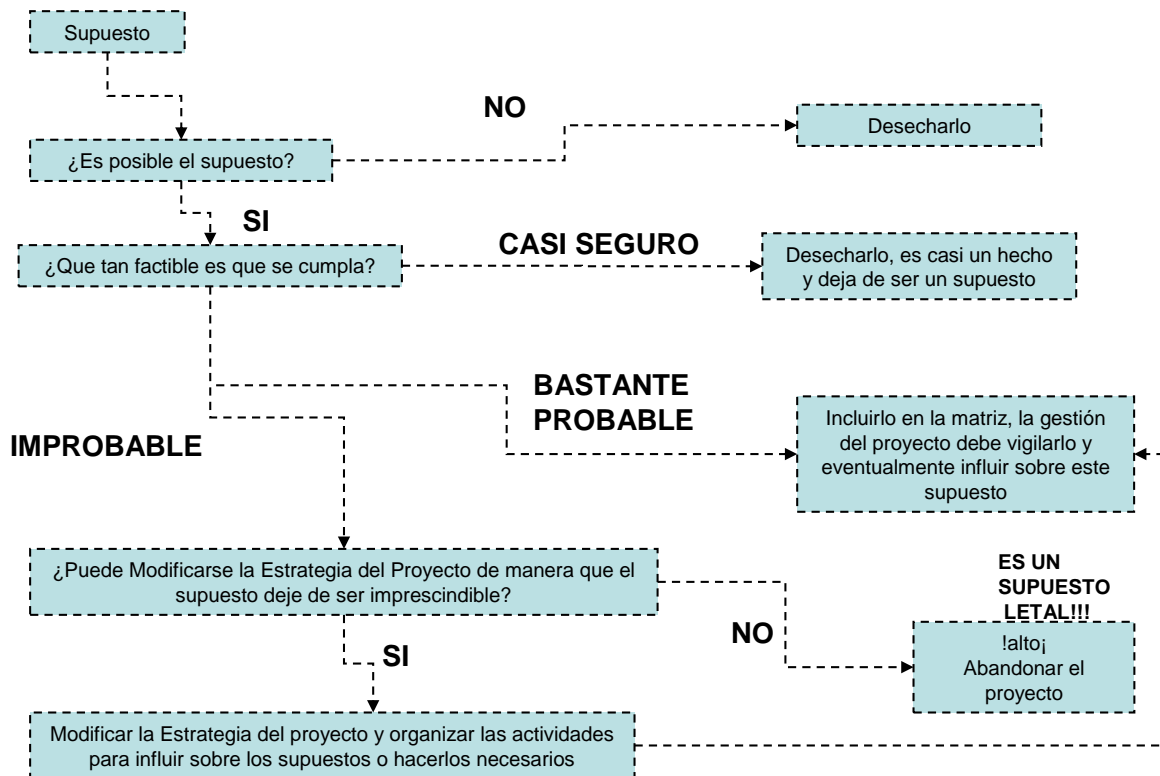 Supuesto
NO
Desecharlo
¿Es posible el supuesto?
SI
CASI SEGURO
¿Que tan factible es que se cumpla?
Desecharlo, es casi un hecho
y deja de ser un supuesto
BASTANTE
PROBABLE
IMPROBABLE
Incluirlo en la matriz, la gestión
del proyecto debe vigilarlo y
eventualmente influir sobre este
supuesto
¿Puede Modificarse la Estrategia del Proyecto de manera que el
supuesto deje de ser imprescindible?
ES UN
SUPUESTO
LETAL!!!
NO
!alto¡
Abandonar el
proyecto
SI
Modificar la Estrategia del proyecto y organizar las actividades
para influir sobre los supuestos o hacerlos necesarios